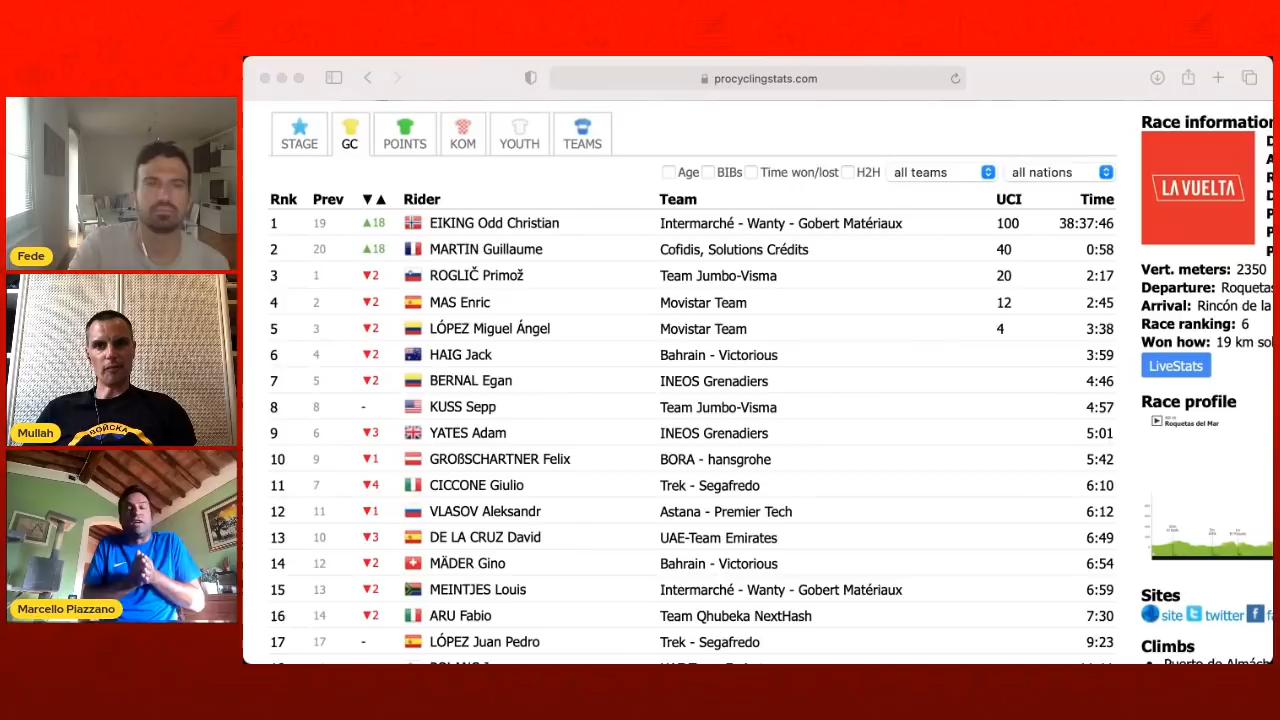 procyclingstats.com
STAGE GC POINTS KOM YOUTH TEAMS
Age BIBs Time won/lost H2H all teams all nations
Rnk Prev ▼▲ Rider Team UCI Time
1 19 ▲18 EIKING Odd Christian Intermarché - Wanty - Gobert Matériaux 100 38:37:46
2 20 ▲18 MARTIN Guillaume Cofidis, Solutions Crédits 40 0:58
3 1 ▼2 ROGLIČ Primož Team Jumbo-Visma 20 2:17
4 2 ▼2 MAS Enric Movistar Team 12 2:45
5 3 ▼2 LÓPEZ Miguel Ángel Movistar Team 4 3:38
6 4 ▼2 HAIG Jack Bahrain - Victorious 3:59
7 5 ▼2 BERNAL Egan INEOS Grenadiers 4:46
8 8 - KUSS Sepp Team Jumbo-Visma 4:57
9 6 ▼3 YATES Adam INEOS Grenadiers 5:01
10 9 ▼1 GROßSCHARTNER Felix BORA - hansgrohe 5:42
11 7 ▼4 CICCONE Giulio Trek - Segafredo 6:10
12 11 ▼1 VLASOV Aleksandr Astana - Premier Tech 6:12
13 10 ▼3 DE LA CRUZ David UAE-Team Emirates 6:49
14 12 ▼2 MÄDER Gino Bahrain - Victorious 6:54
15 13 ▼2 MEINTJES Louis Intermarché - Wanty - Gobert Matériaux 6:59
16 14 ▼2 ARU Fabio Team Qhubeka NextHash 7:30
17 17 - LÓPEZ Juan Pedro Trek - Segafredo 9:23
Race information
LA VUELTA
Vert. meters: 2350
Departure: Roquetas
Arrival: Rincón de la
Race ranking: 6
Won how: 19 km sol
LiveStats
Race profile
Roquetas del Mar
Sites
site twitter
Climbs
Fede
Mullah
ВОЙСКА
Marcello Piazzano